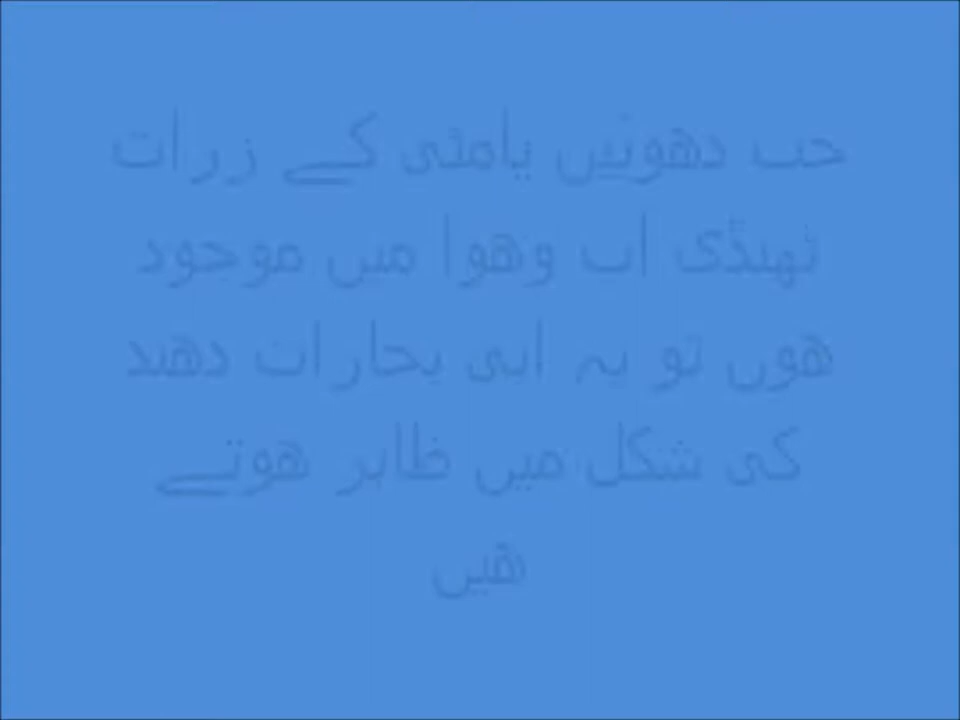 جب دھوئیں یامٹی کے زرات
ٹھنڈی اب وھوا میں موجود
ھوں تو یہ ابی بخارات دھند
کی شکل میں ظاہر ھوتے
ھیں